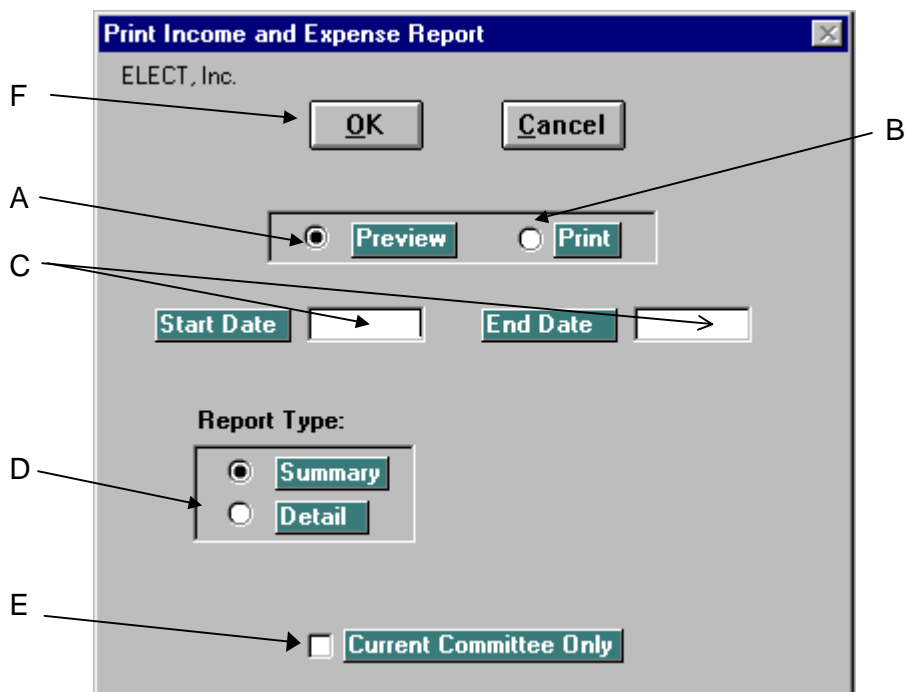 Print Income and Expense Report
ELECT, Inc.
F
OK Cancel
B
A
Preview Print
C
Start Date End Date
Report Type:
D
Summary
Detail
E
Current Committee Only